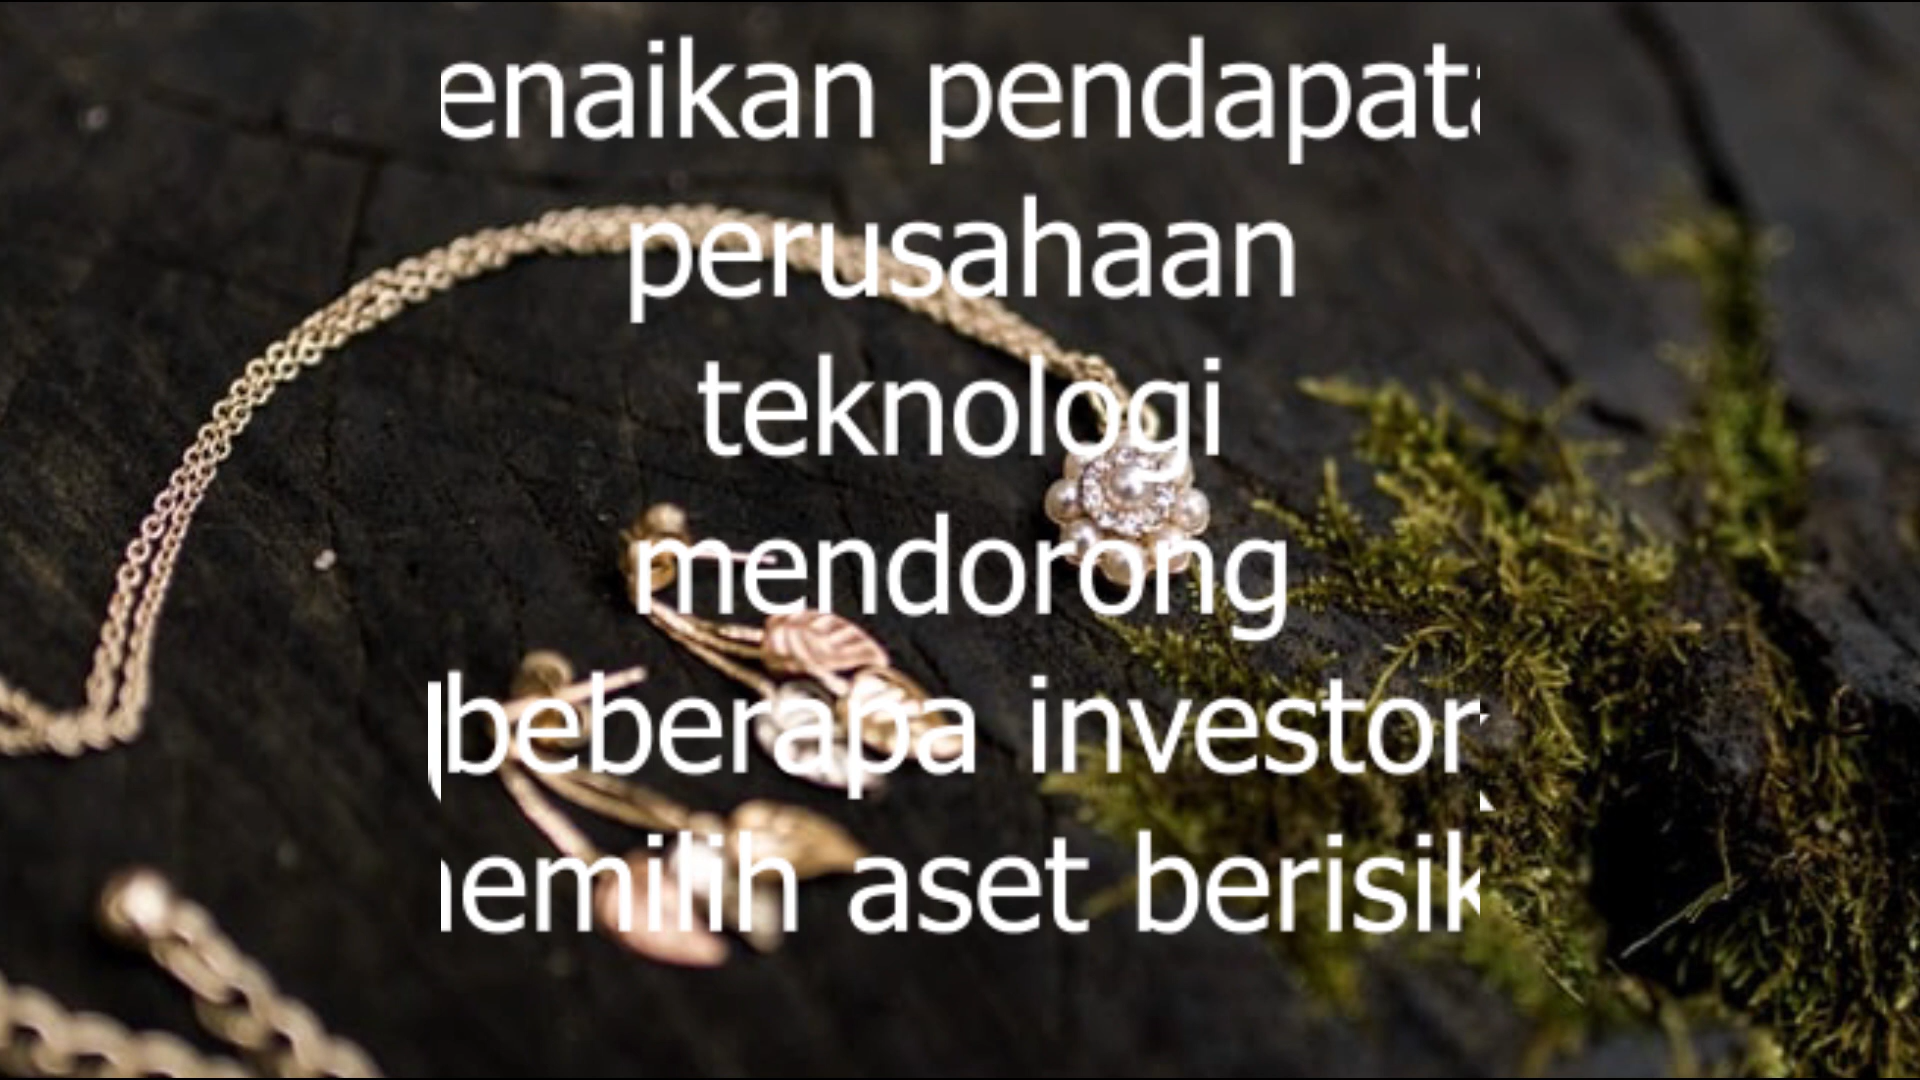 enaikan pendapat
perusahaan
teknologi
mendorong
beberapa investor
emilih aset berisik